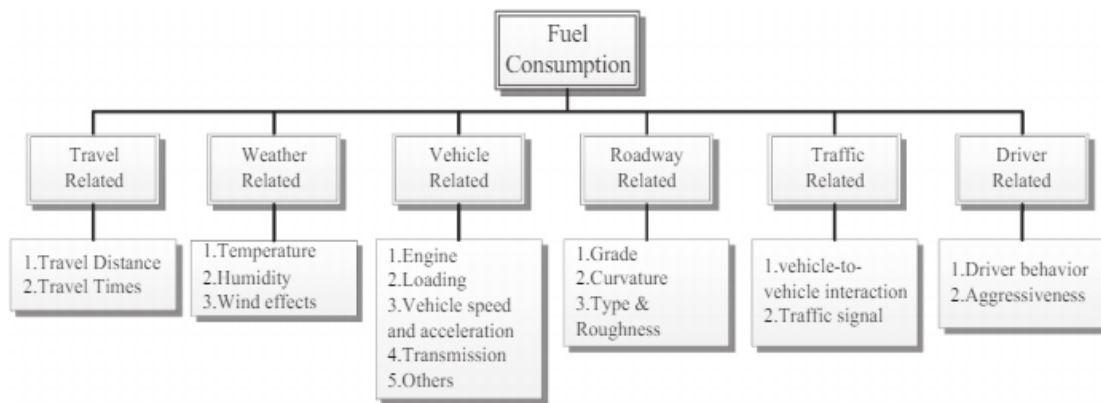 Fuel
Consumption
Travel
Related
Weather
Related
Vehicle
Related
Roadway
Related
Traffic
Related
Driver
Related
1.Travel Distance
2.Travel Times
1.Temperature
2.Humidity
3.Wind effects
1.Engine
2.Loading
3.Vehicle speed
and acceleration
4.Transmission
5.Others
1.Grade
2.Curvature
3.Type &
Roughness
1.vehicle-to-
vehicle interaction
2.Traffic signal
1.Driver behavior
2.Aggressiveness